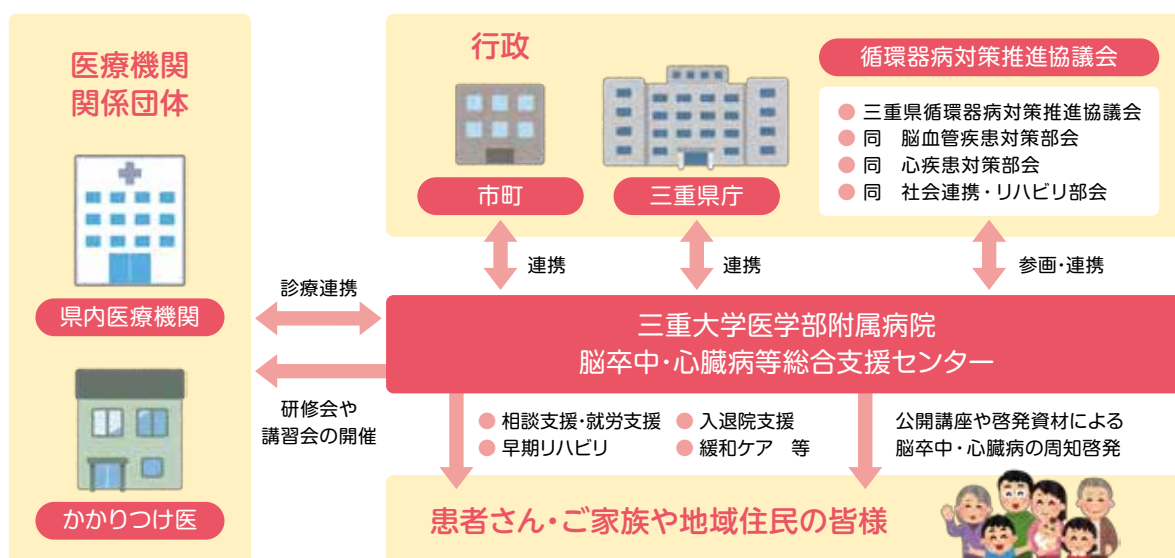 医療機関
関係団体
県内医療機関
かかりつけ医
行政
市町
三重県庁
循環器病対策推進協議会
● 三重県循環器病対策推進協議会
● 同　脳血管疾患対策部会
● 同　心疾患対策部会
● 同　社会連携・リハビリ部会
連携
連携
参画・連携
診療連携
研修会や
講習会の開催
三重大学医学部附属病院
脳卒中・心臓病等総合支援センター
● 相談支援・就労支援
● 早期リハビリ
● 入退院支援
● 緩和ケア　等
公開講座や啓発資材による
脳卒中・心臓病の周知啓発
患者さん・ご家族や地域住民の皆様